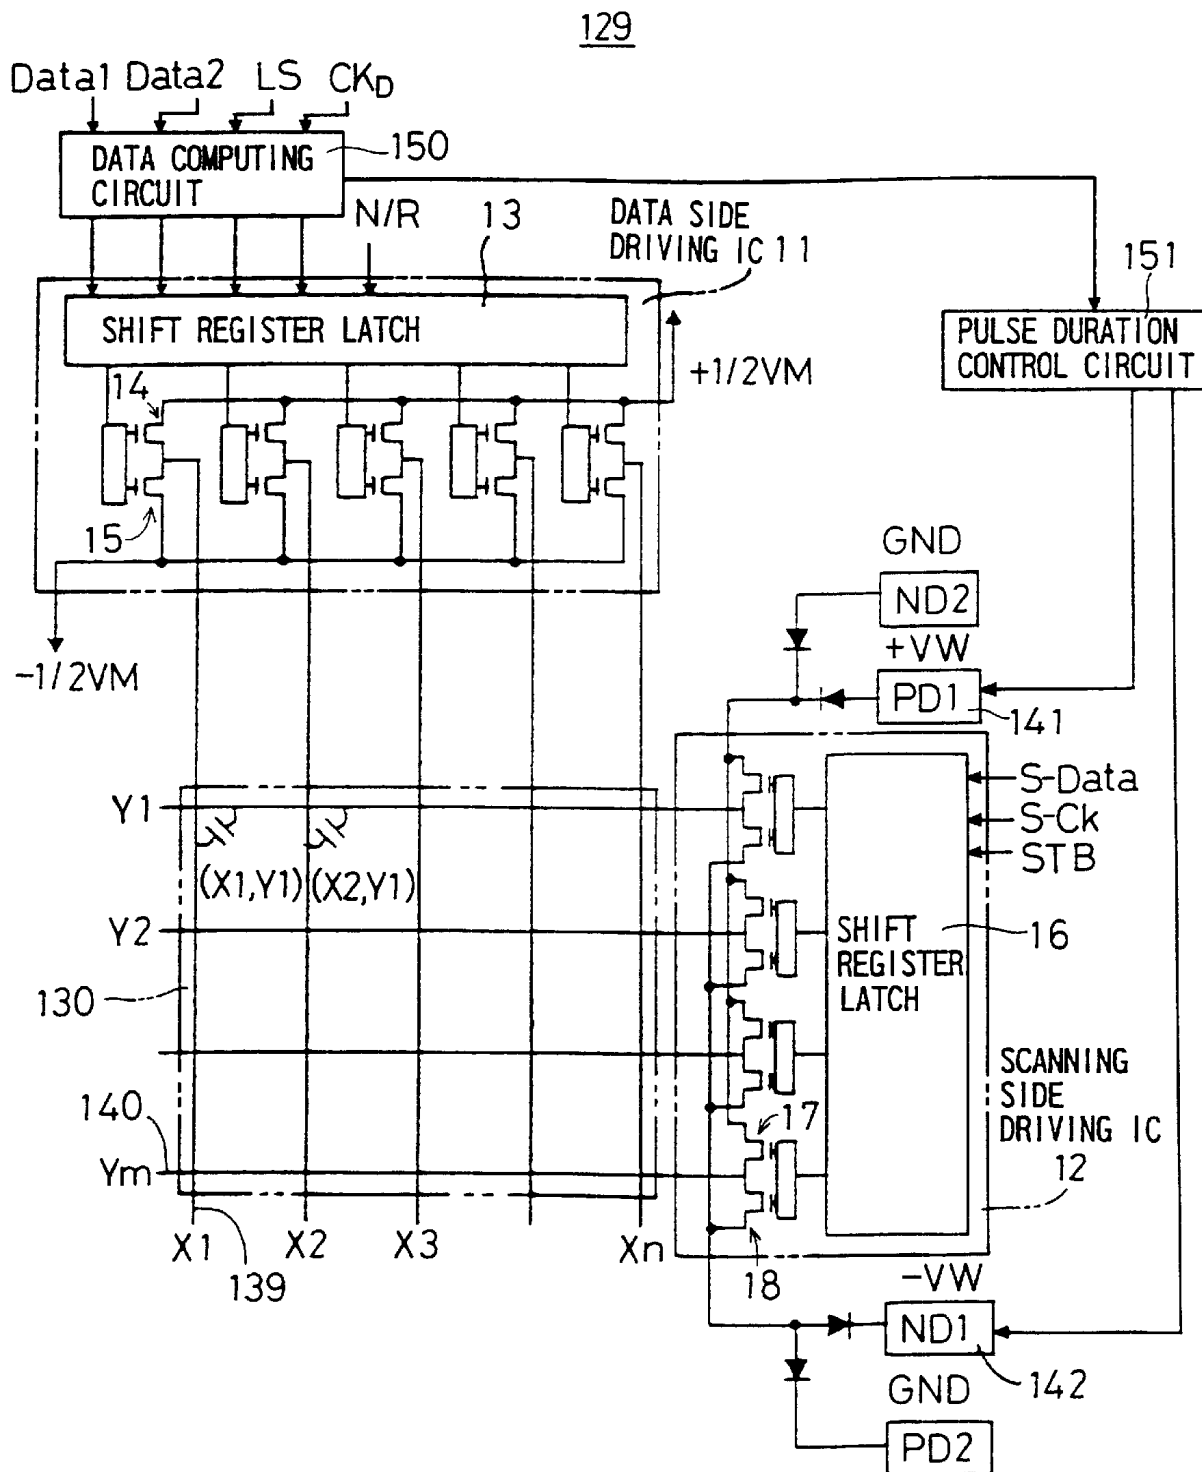 129
Data1 Data2 LS CKD
DATA COMPUTING
CIRCUIT
150
N/R
13
DATA SIDE
DRIVING IC 11
151
SHIFT REGISTER LATCH
PULSE DURATION
CONTROL CIRCUIT
+1/2VM
14
15
GND
ND2
-1/2VM
+VW
PD1
141
Y1
S-Data
S-Ck
STB
(X1,Y1) (X2,Y1)
Y2
SHIFT
REGISTER
LATCH
16
130
SCANNING
SIDE
DRIVING IC
140
17
12
Ym
X1 X2 X3 Xn
139
18
-VW
ND1
142
GND
PD2